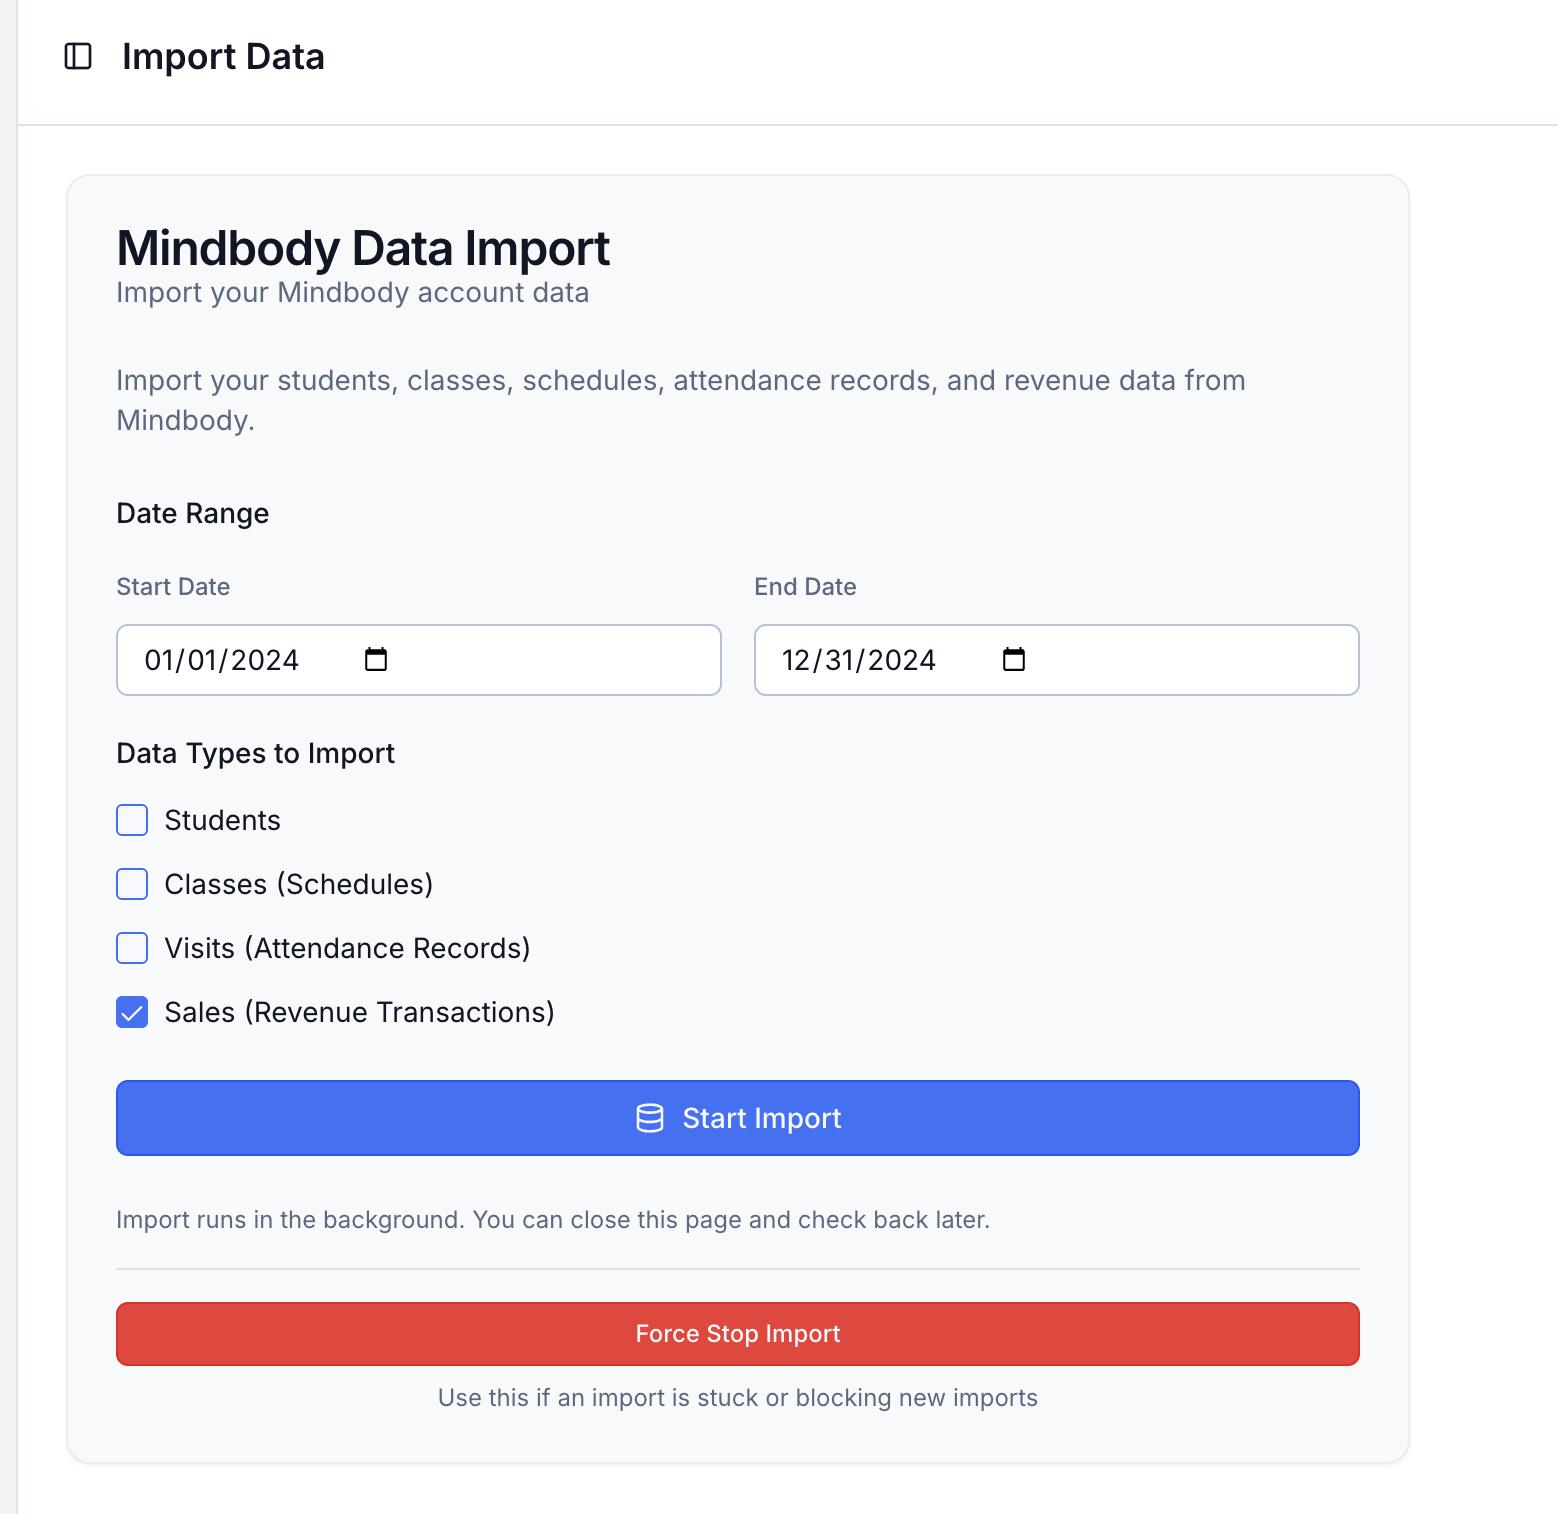 Import Data
Mindbody Data Import
Import your Mindbody account data
Import your students, classes, schedules, attendance records, and revenue data from
Mindbody.
Date Range
Start Date
End Date
01/01/2024
12/31/2024
Data Types to Import
Students
Classes (Schedules)
Visits (Attendance Records)
Sales (Revenue Transactions)
Start Import
Import runs in the background. You can close this page and check back later.
Force Stop Import
Use this if an import is stuck or blocking new imports